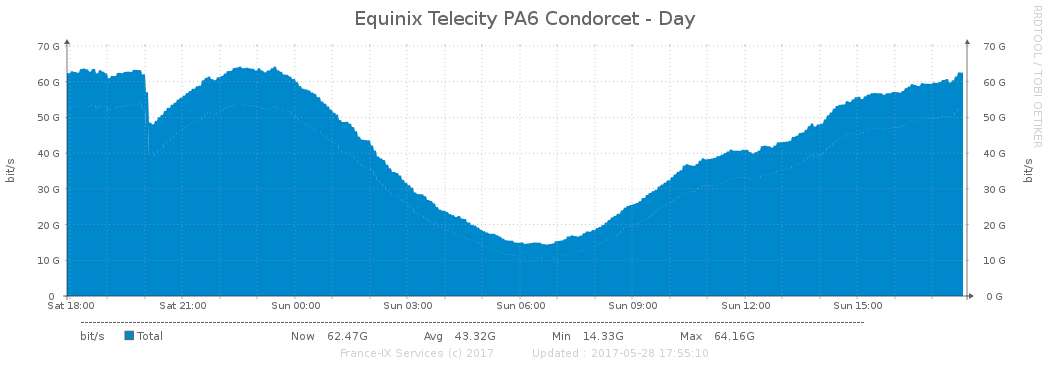 Equinix Telecity PA6 Condorcet - Day
RRDTOOL / TOBI OETIKER
bit/s
bit/s
70 G 70 G
60 G 60 G
50 G 50 G
40 G 40 G
30 G 30 G
20 G 20 G
10 G 10 G
0 0 G
Sat 18:00 Sat 21:00 Sun 00:00 Sun 03:00 Sun 06:00 Sun 09:00 Sun 12:00 Sun 15:00
bit/s Total Now 62.47G Avg 43.32G Min 14.33G Max 64.16G
France-IX Services (c) 2017 Updated : 2017-05-28 17:55:10